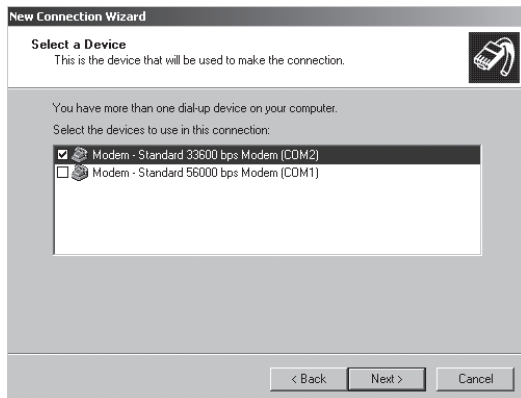 New Connection Wizard
Select a Device
This is the device that will be used to make the connection.
You have more than one dial-up device on your computer.
Select the devices to use in this connection:
Modem - Standard 33600 bps Modem (COM2)
Modem - Standard 56000 bps Modem (COM1)
< Back Next > Cancel